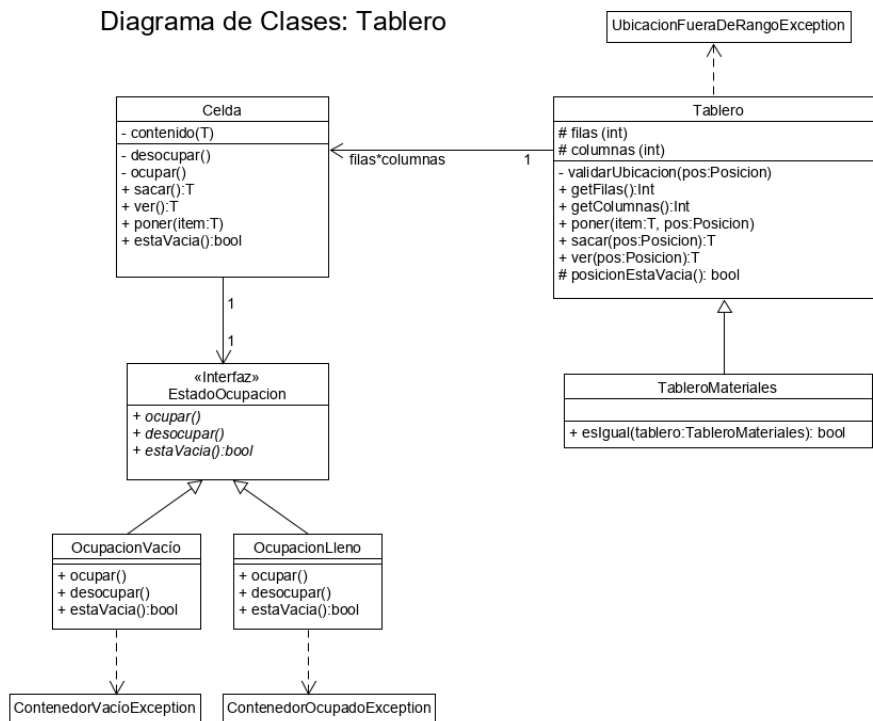 Diagrama de Clases: Tablero
UbicacionFueraDeRangoException
Celda
- contenido(T)
- desocupar()
- ocupar()
+ sacar():T
+ ver():T
+ poner(item:T)
+ estaVacia():bool
filas*columnas
1
Tablero
# filas (int)
# columnas (int)
- validarUbicacion(pos:Posicion)
+ getFilas():Int
+ getColumnas():Int
+ poner(item:T, pos:Posicion)
+ sacar(pos:Posicion):T
+ ver(pos:Posicion):T
# posicionEstaVacia(): bool
1
1
«Interfaz»
EstadoOcupacion
+ ocupar()
+ desocupar()
+ estaVacia():bool
TableroMateriales
+ esIgual(tablero:TableroMateriales): bool
OcupacionVacío
+ ocupar()
+ desocupar()
+ estaVacia():bool
OcupacionLleno
+ ocupar()
+ desocupar()
+ estaVacia():bool
ContenedorVacíoException
ContenedorOcupadoException